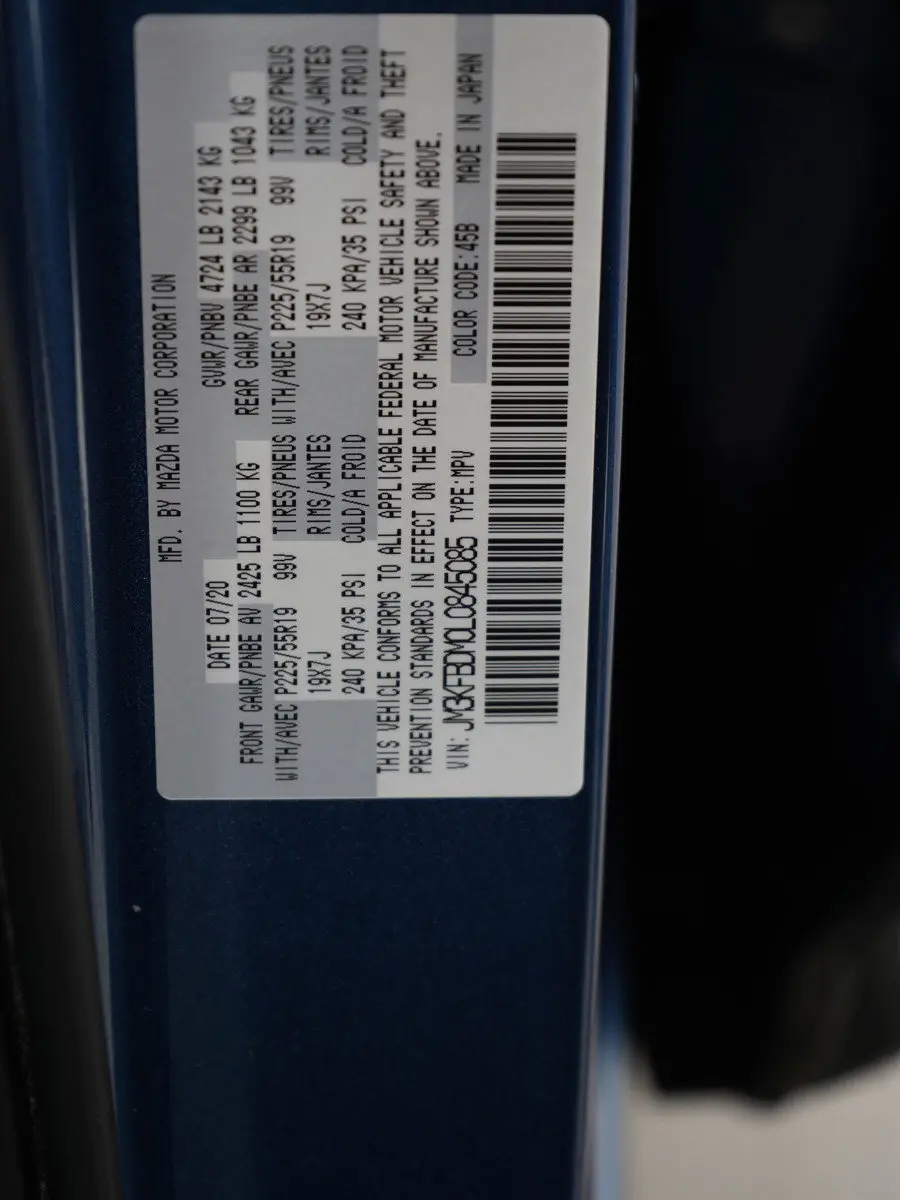 MFD. BY MAZDA MOTOR CORPORATION
DATE 07/20 GVWR/PNBV 4724 LB 2143 KG
FRONT GAWR/PNBE AV 2425 LB 1100 KG REAR GAWR/PNBE AR 2299 LB 1043 KG
WITH/AVEC P225/55R19 99V TIRES/PNEUS WITH/AVEC P225/55R19 99V TIRES/PNEUS
19X7J RIMS/JANTES 19X7J RIMS/JANTES
240 KPA/35 PSI COLD/A FROID 240 KPA/35 PSI COLD/A FROID
THIS VEHICLE CONFORMS TO ALL APPLICABLE FEDERAL MOTOR VEHICLE SAFETY AND THEFT
PREVENTION STANDARDS IN EFFECT ON THE DATE OF MANUFACTURE SHOWN ABOVE.
VIN: JM3KFBDM0L0845085 TYPE:MPV COLOR CODE:45B MADE IN JAPAN